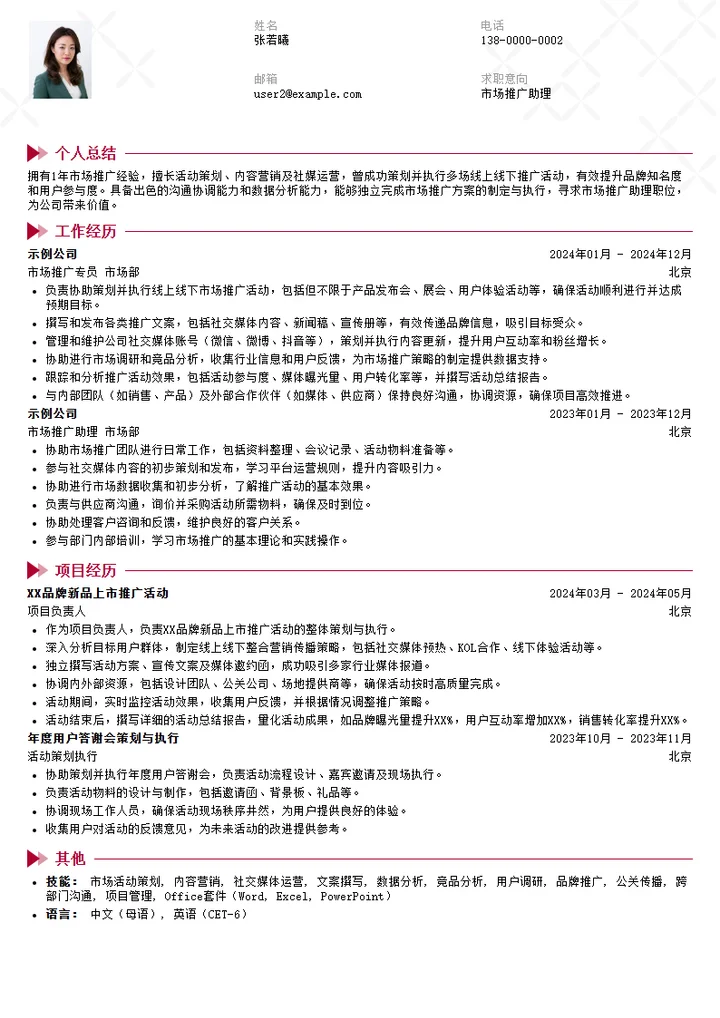 姓名
张若曦
电话
138-0000-0002
邮箱
user2@example.com
求职意向
市场推广助理
个人总结
拥有1年市场推广经验，擅长活动策划、内容营销及社媒运营，曾成功策划并执行多场线上线下推广活动，有效提升品牌知名度
和用户参与度。具备出色的沟通协调能力和数据分析能力，能够独立完成市场推广方案的制定与执行，寻求市场推广助理职位，
为公司带来价值。
工作经历
示例公司 2024年01月 - 2024年12月
市场推广专员 市场部 北京
• 负责协助策划并执行线上线下市场推广活动，包括但不限于产品发布会、展会、用户体验活动等，确保活动顺利进行并达成
预期目标。
• 撰写和发布各类推广文案，包括社交媒体内容、新闻稿、宣传册等，有效传递品牌信息，吸引目标受众。
• 管理和维护公司社交媒体账号（微信、微博、抖音等），策划并执行内容更新，提升用户互动率和粉丝增长。
• 协助进行市场调研和竞品分析，收集行业信息和用户反馈，为市场推广策略的制定提供数据支持。
• 跟踪和分析推广活动效果，包括活动参与度、媒体曝光量、用户转化率等，并撰写活动总结报告。
• 与内部团队（如销售、产品）及外部合作伙伴（如媒体、供应商）保持良好沟通，协调资源，确保项目高效推进。
示例公司 2023年01月 - 2023年12月
市场推广助理 市场部 北京
• 协助市场推广团队进行日常工作，包括资料整理、会议记录、活动物料准备等。
• 参与社交媒体内容的初步策划和发布，学习平台运营规则，提升内容吸引力。
• 协助进行市场数据收集和初步分析，了解推广活动的基本效果。
• 负责与供应商沟通，询价并采购活动所需物料，确保及时到位。
• 协助处理客户咨询和反馈，维护良好的客户关系。
• 参与部门内部培训，学习市场推广的基本理论和实践操作。
项目经历
XX品牌新品上市推广活动 2024年03月 - 2024年05月
项目负责人 北京
• 作为项目负责人，负责XX品牌新品上市推广活动的整体策划与执行。
• 深入分析目标用户群体，制定线上线下整合营销传播策略，包括社交媒体预热、KOL合作、线下体验活动等。
• 独立撰写活动方案、宣传文案及媒体邀约函，成功吸引多家行业媒体报道。
• 协调内外部资源，包括设计团队、公关公司、场地提供商等，确保活动按时高质量完成。
• 活动期间，实时监控活动效果，收集用户反馈，并根据情况调整推广策略。
• 活动结束后，撰写详细的活动总结报告，量化活动成果，如品牌曝光量提升XX%，用户互动率增加XX%，销售转化率提升XX%。
年度用户答谢会策划与执行 2023年10月 - 2023年11月
活动策划执行 北京
• 协助策划并执行年度用户答谢会，负责活动流程设计、嘉宾邀请及现场执行。
• 负责活动物料的设计与制作，包括邀请函、背景板、礼品等。
• 协调现场工作人员，确保活动现场秩序井然，为用户提供良好的体验。
• 收集用户对活动的反馈意见，为未来活动的改进提供参考。
其他
• 技能： 市场活动策划, 内容营销, 社交媒体运营, 文案撰写, 数据分析, 竞品分析, 用户调研, 品牌推广, 公关传播, 跨
部门沟通, 项目管理, Office套件（Word, Excel, PowerPoint）
• 语言： 中文（母语）, 英语（CET-6）